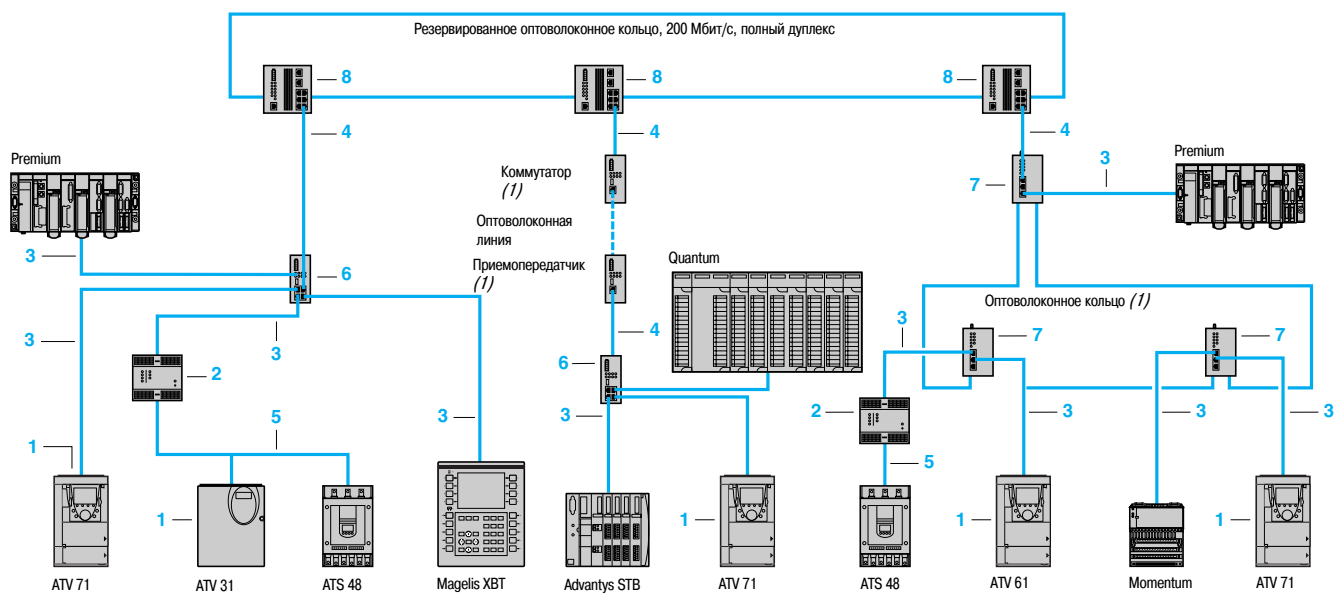 Резервированное оптоволоконное кольцо, 200 Мбит/с, полный дуплекс
8
8
8
4
4
4
Premium
Коммутатор
(1)
7
3
Premium
Оптоволоконная
линия
3
6
Приемопередатчик
(1)
Quantum
Оптоволоконное кольцо (1)
3
3
4
3
7
7
2
6
5
3
3
2
3
3
3
1
5
1
1
1
1
ATV 71
ATV 31
ATS 48
Magelis XBT
Advantys STB
ATV 71
ATS 48
ATV 61
Momentum
ATV 71